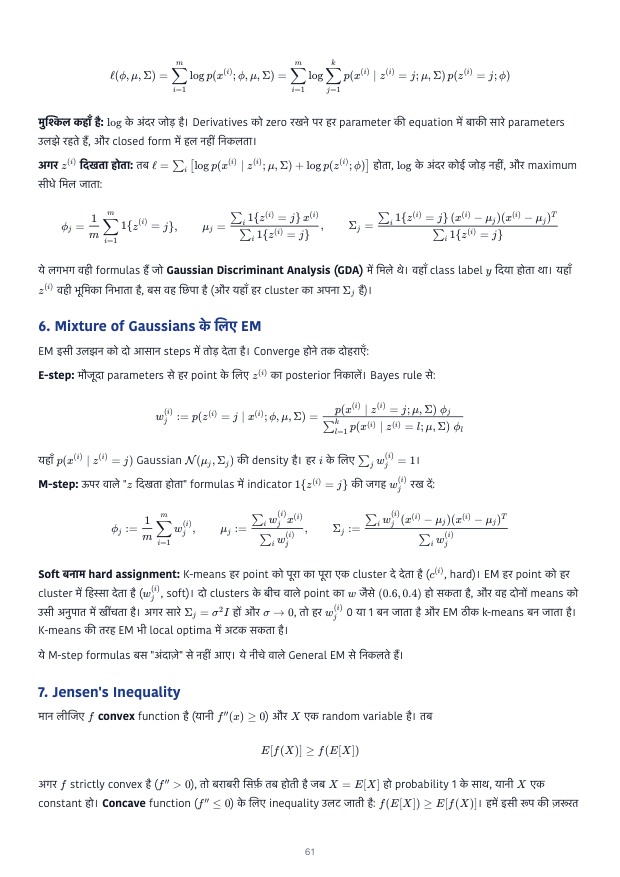 ℓ(ϕ, μ, Σ) = ∑_{i=1}^{m} log p(x^{(i)}; ϕ, μ, Σ) = ∑_{i=1}^{m} log ∑_{j=1}^{k} p(x^{(i)} | z^{(i)} = j; μ, Σ) p(z^{(i)} = j; ϕ)
मुश्किल कहाँ है: log के अंदर जोड़ है। Derivatives को zero रखने पर हर parameter की equation में बाकी सारे parameters
उलझे रहते हैं, और closed form में हल नहीं निकलता।
अगर z^{(i)} दिखता होता: तब ℓ = ∑_i [log p(x^{(i)} | z^{(i)}; μ, Σ) + log p(z^{(i)}; ϕ)] होता, log के अंदर कोई जोड़ नहीं, और maximum
सीधे मिल जाता:
ϕ_j = \frac{1}{m} ∑_{i=1}^{m} 1{z^{(i)} = j}, μ_j = \frac{∑_i 1{z^{(i)} = j} x^{(i)}}{∑_i 1{z^{(i)} = j}}, Σ_j = \frac{∑_i 1{z^{(i)} = j} (x^{(i)} − μ_j)(x^{(i)} − μ_j)^T}{∑_i 1{z^{(i)} = j}}
ये लगभग वही formulas हैं जो Gaussian Discriminant Analysis (GDA) में मिले थे। वहाँ class label y दिया होता था। यहाँ
z^{(i)} वही भूमिका निभाता है, बस वह छिपा है (और यहाँ हर cluster का अपना Σ_j है)।
6. Mixture of Gaussians के लिए EM
EM इसी उलझन को दो आसान steps में तोड़ देता है। Converge होने तक दोहराएँ:
E-step: मौजूदा parameters से हर point के लिए z^{(i)} का posterior निकालें। Bayes rule से:
w_j^{(i)} := p(z^{(i)} = j | x^{(i)}; ϕ, μ, Σ) = \frac{p(x^{(i)} | z^{(i)} = j; μ, Σ) ϕ_j}{∑_{l=1}^{k} p(x^{(i)} | z^{(i)} = l; μ, Σ) ϕ_l}
यहाँ p(x^{(i)} | z^{(i)} = j) Gaussian 𝒩(μ_j, Σ_j) की density है। हर i के लिए ∑_j w_j^{(i)} = 1।
M-step: ऊपर वाले "z दिखता होता" formulas में indicator 1{z^{(i)} = j} की जगह w_j^{(i)} रख दें:
ϕ_j := \frac{1}{m} ∑_{i=1}^{m} w_j^{(i)}, μ_j := \frac{∑_i w_j^{(i)} x^{(i)}}{∑_i w_j^{(i)}}, Σ_j := \frac{∑_i w_j^{(i)} (x^{(i)} − μ_j)(x^{(i)} − μ_j)^T}{∑_i w_j^{(i)}}
Soft बनाम hard assignment: K-means हर point को पूरा का पूरा एक cluster दे देता है (c^{(i)}, hard)। EM हर point को हर
cluster में हिस्सा देता है (w_j^{(i)}, soft)। दो clusters के बीच वाले point का w जैसे (0.6, 0.4) हो सकता है, और वह दोनों means को
उसी अनुपात में खींचता है। अगर सारे Σ_j = σ²I हों और σ → 0, तो हर w_j^{(i)} 0 या 1 बन जाता है और EM ठीक k-means बन जाता है।
K-means की तरह EM भी local optima में अटक सकता है।
ये M-step formulas बस "अंदाज़े" से नहीं आए। ये नीचे वाले General EM से निकलते हैं।
7. Jensen's Inequality
मान लीजिए f convex function है (यानी f''(x) ≥ 0) और X एक random variable है। तब
E[f(X)] ≥ f(E[X])
अगर f strictly convex है (f'' > 0), तो बराबरी सिर्फ़ तब होती है जब X = E[X] हो probability 1 के साथ, यानी X एक
constant हो। Concave function (f'' ≤ 0) के लिए inequality उलट जाती है: f(E[X]) ≥ E[f(X)]। हमें इसी रूप की ज़रूरत
61